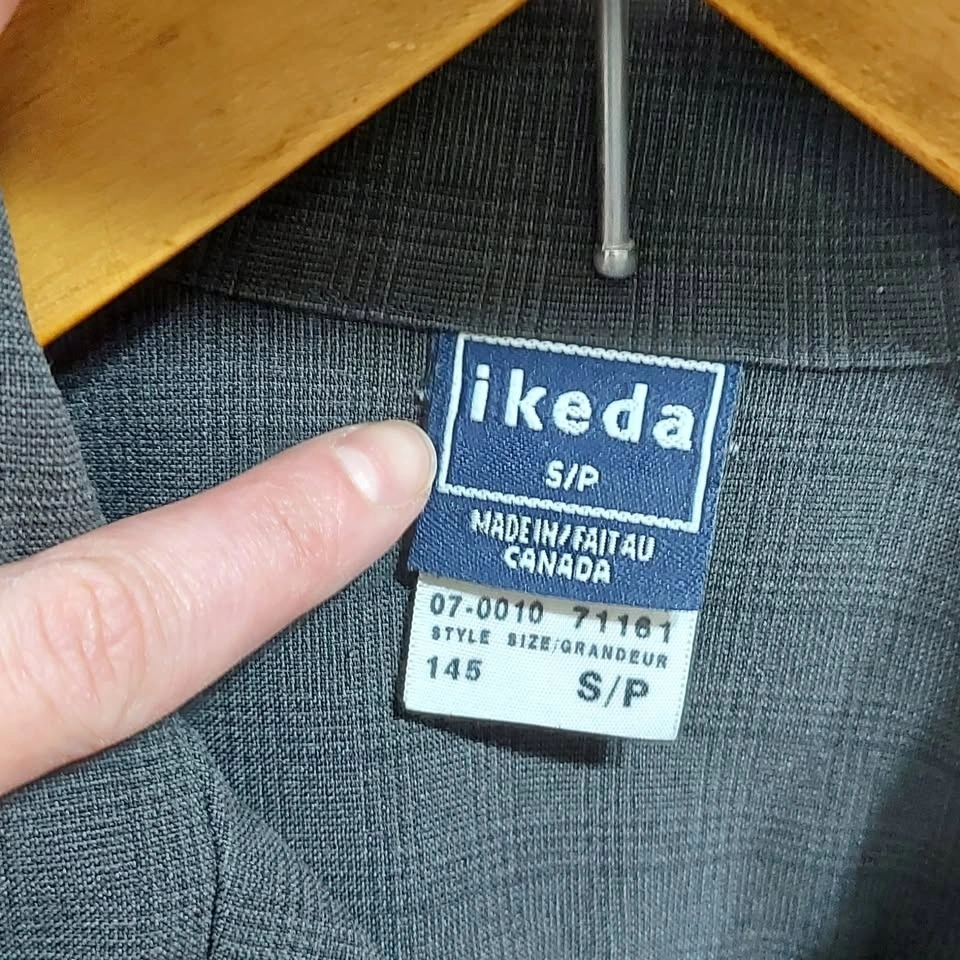 ikeda
S/P
MADE IN/FAIT AU
CANADA
07-0010 71161
STYLE SIZE/GRANDEUR
145 S/P